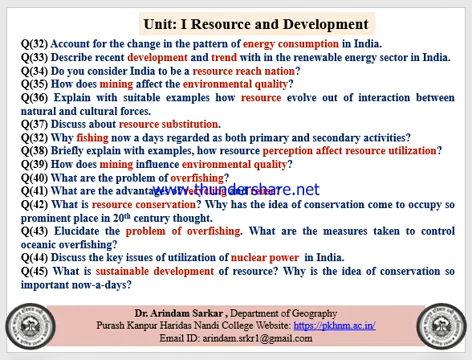 Unit: I Resource and Development
Q(32) Account for the change in the pattern of energy consumption in India.
Q(33) Describe recent development and trend with in the renewable energy sector in India.
Q(34) Do you consider India to be a resource reach nation?
Q(35) How does mining affect the environmental quality?
Q(36) Explain with suitable examples how resource evolve out of interaction between
natural and cultural forces.
Q(37) Discuss about resource substitution.
Q(32) Why fishing now a days regarded as both primary and secondary activities?
Q(38) Briefly explain with examples, how resource perception affect resource utilization?
Q(39) How does mining influence environmental quality?
Q(40) What are the problem of overfishing?
Q(41) What are the advantages of recycling and
www.thundershare.net
Q(42) What is resource conservation? Why has the idea of conservation come to occupy so
prominent place in 20th century thought.
Q(43) Elucidate the problem of overfishing. What are the measures taken to control
oceanic overfishing?
Q(44) Discuss the key issues of utilization of nuclear power in India.
Q(45) What is sustainable development of resource? Why is the idea of conservation so
important now-a-days?
Dr. Arindam Sarkar , Department of Geography
Purash Kanpur Haridas Nandi College Website: https://pkhnm.ac.in/
Email ID: arindam.srkr1@gmail.com